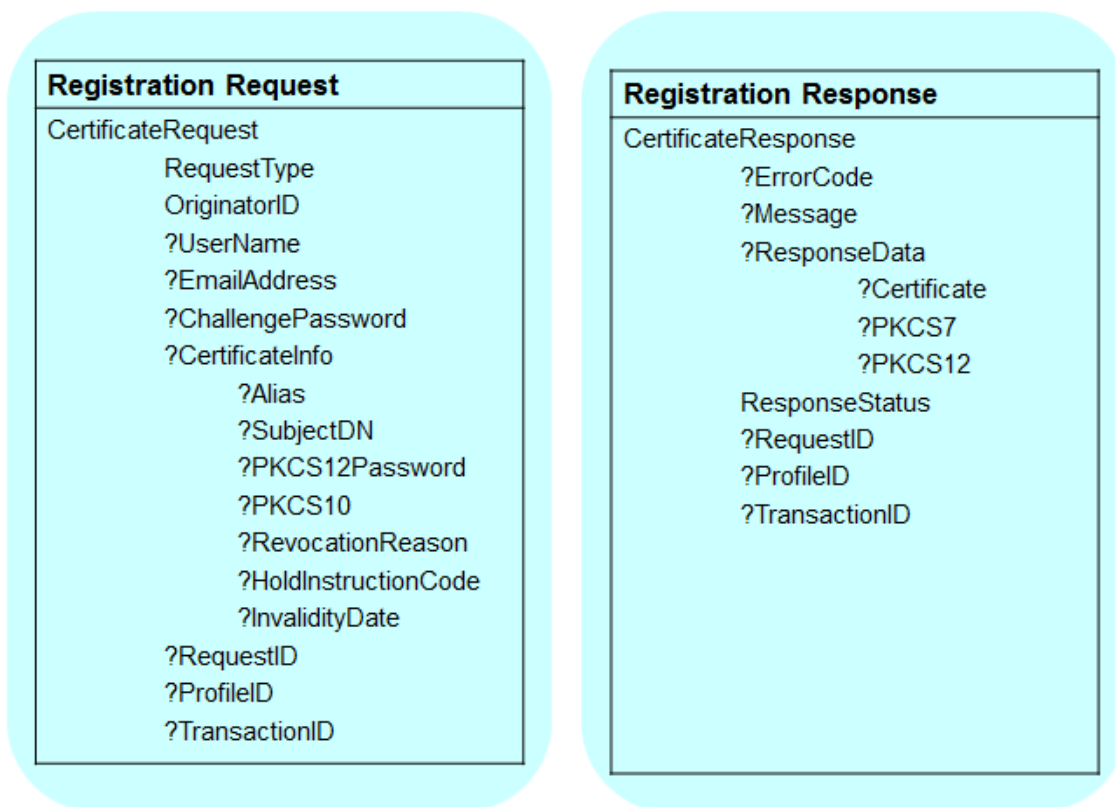 Registration Request
CertificateRequest
RequestType
OriginatorID
?UserName
?EmailAddress
?ChallengePassword
?CertificateInfo
?Alias
?SubjectDN
?PKCS12Password
?PKCS10
?RevocationReason
?HoldInstructionCode
?InvalidityDate
?RequestID
?ProfileID
?TransactionID
Registration Response
CertificateResponse
?ErrorCode
?Message
?ResponseData
?Certificate
?PKCS7
?PKCS12
ResponseStatus
?RequestID
?ProfileID
?TransactionID